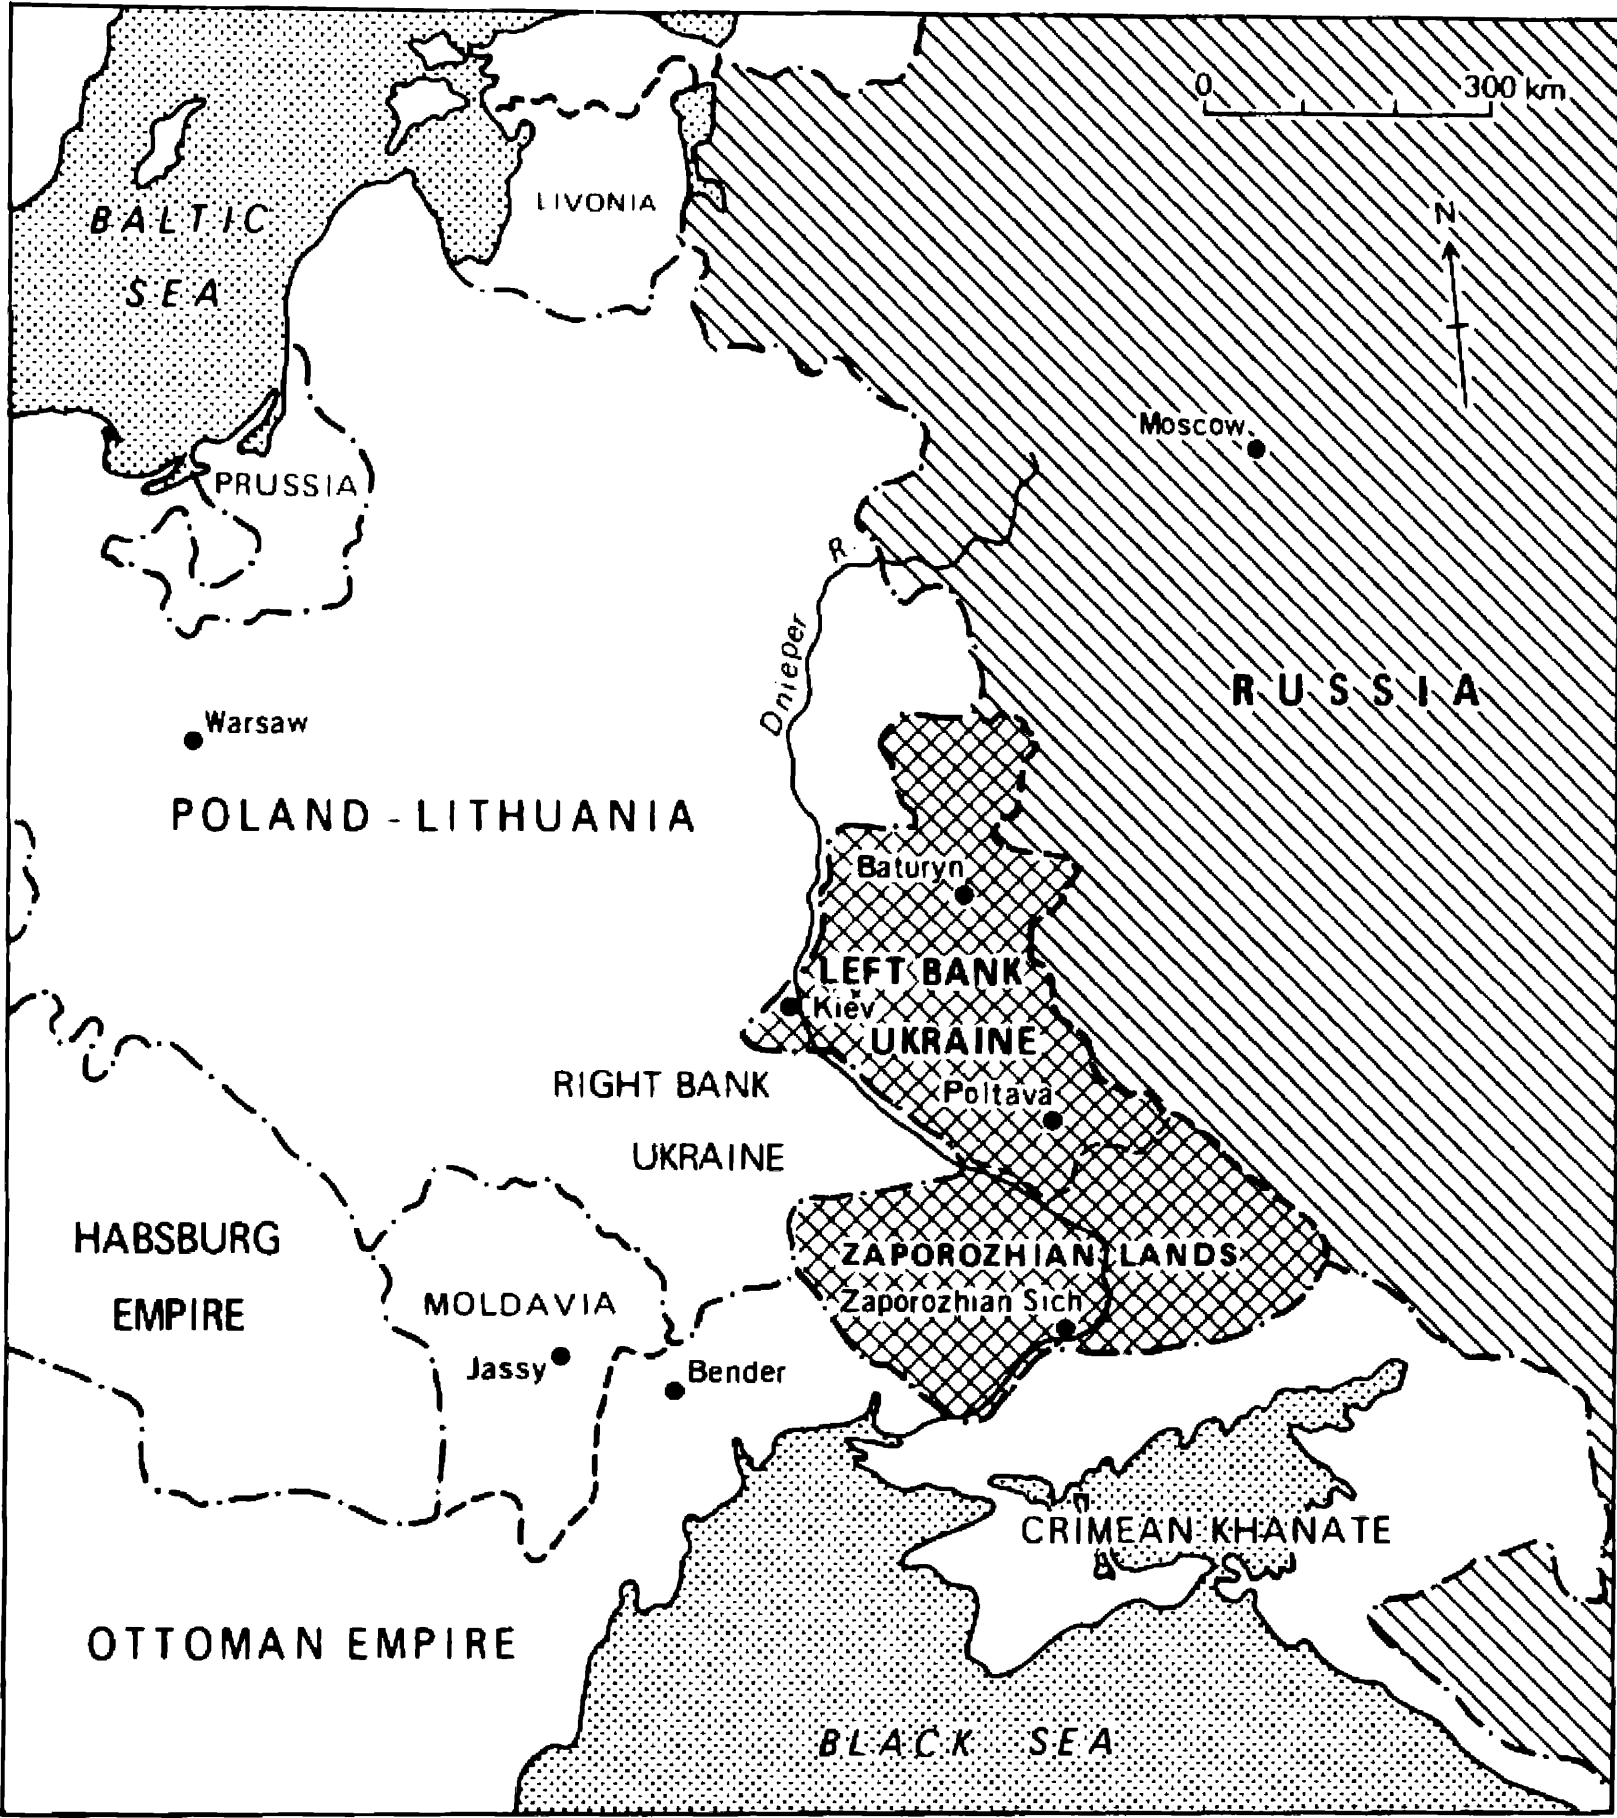 0 300 km
N
LIVONIA
BALTIC
SEA
Moscow
PRUSSIA
R.
Dnieper
RUSSIA
Warsaw
POLAND-LITHUANIA
Baturyn
LEFT BANK
Kiev
UKRAINE
RIGHT BANK
UKRAINE
Poltava
HABSBURG
EMPIRE
ZAPOROZHIAN LANDS
Zaporozhian Sich
MOLDAVIA
Jassy
Bender
CRIMEAN KHANATE
OTTOMAN EMPIRE
BLACK SEA